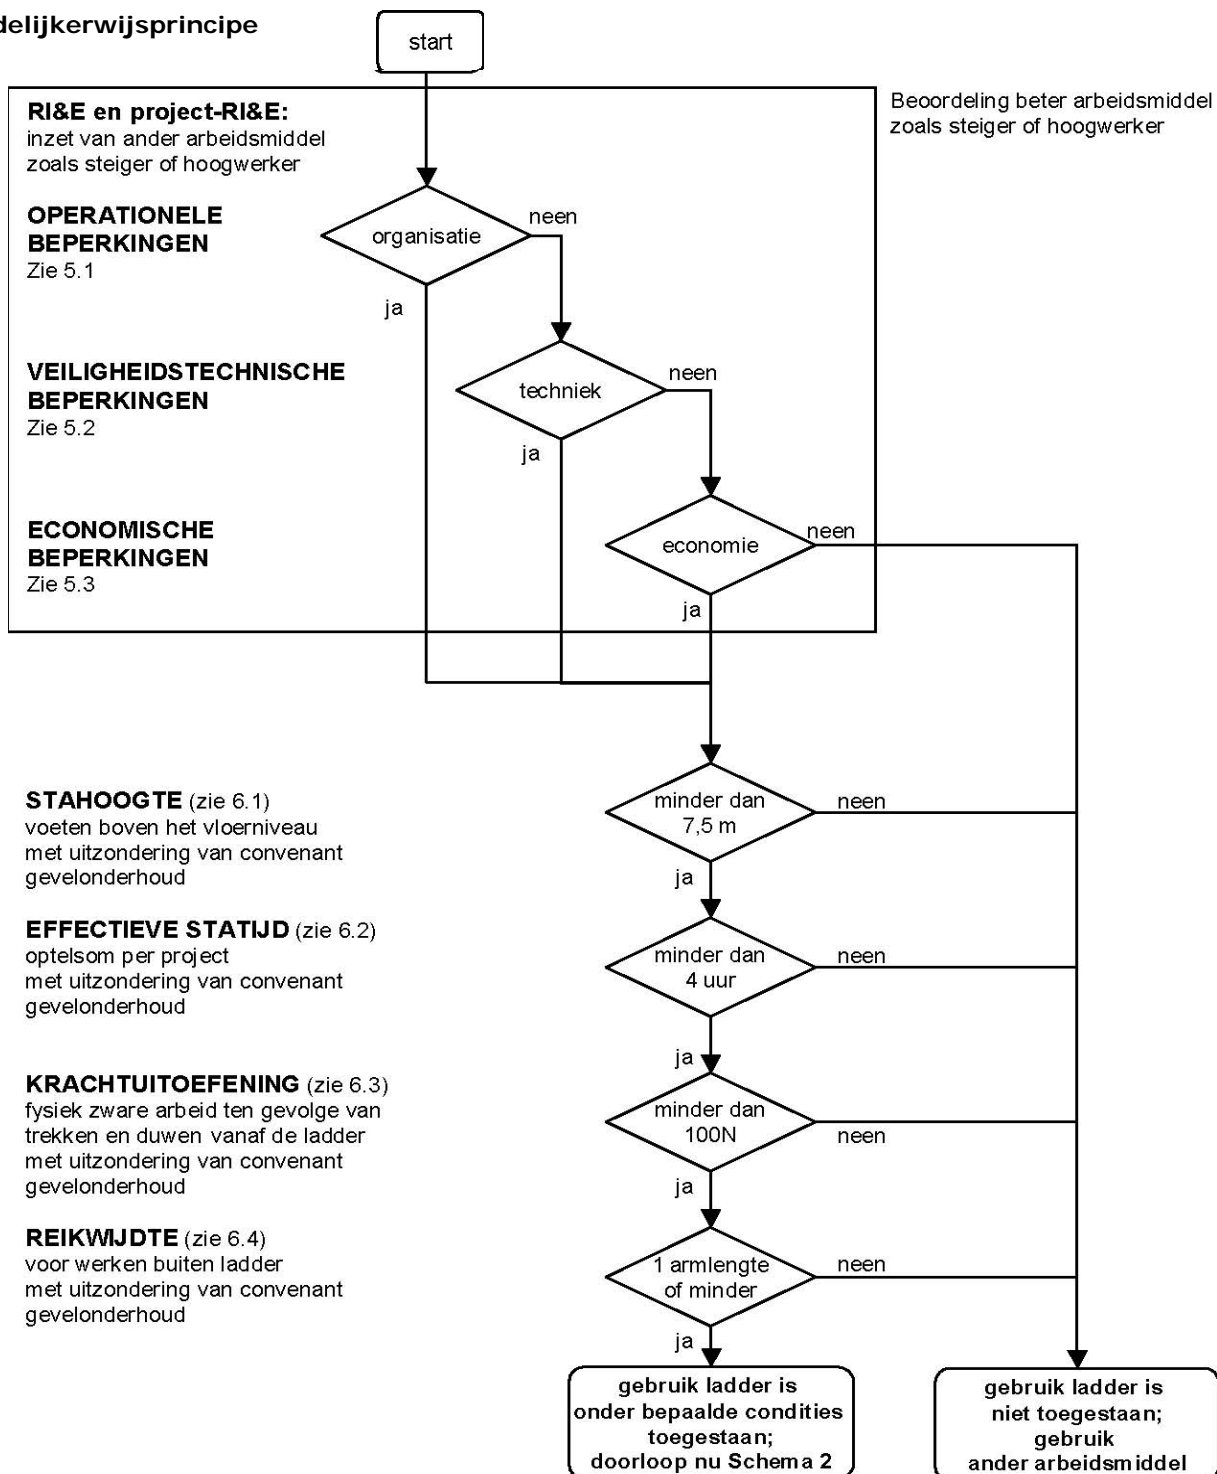 delijkerwijsprincipe
start
RI&E en project-RI&E:
inzet van ander arbeidsmiddel
zoals steiger of hoogwerker
Beoordeling beter arbeidsmiddel
zoals steiger of hoogwerker
OPERATIONELE
BEPERKINGEN
Zie 5.1
organisatie
neen
ja
VEILIGHEIDSTECHNISCHE
BEPERKINGEN
Zie 5.2
techniek
neen
ja
ECONOMISCHE
BEPERKINGEN
Zie 5.3
economie
neen
ja
STAHOOGTE (zie 6.1)
voeten boven het vloerniveau
met uitzondering van convenant
gevelonderhoud
minder dan
7,5 m
neen
ja
EFFECTIEVE STATIJD (zie 6.2)
optelsom per project
met uitzondering van convenant
gevelonderhoud
minder dan
4 uur
neen
ja
KRACHTUITOEFENING (zie 6.3)
fysiek zware arbeid ten gevolge van
trekken en duwen vanaf de ladder
met uitzondering van convenant
gevelonderhoud
minder dan
100N
neen
ja
REIKWIJDTE (zie 6.4)
voor werken buiten ladder
met uitzondering van convenant
gevelonderhoud
1 armlengte
of minder
neen
ja
gebruik ladder is
onder bepaalde condities
toegestaan;
doorloop nu Schema 2
gebruik ladder is
niet toegestaan;
gebruik
ander arbeidsmiddel